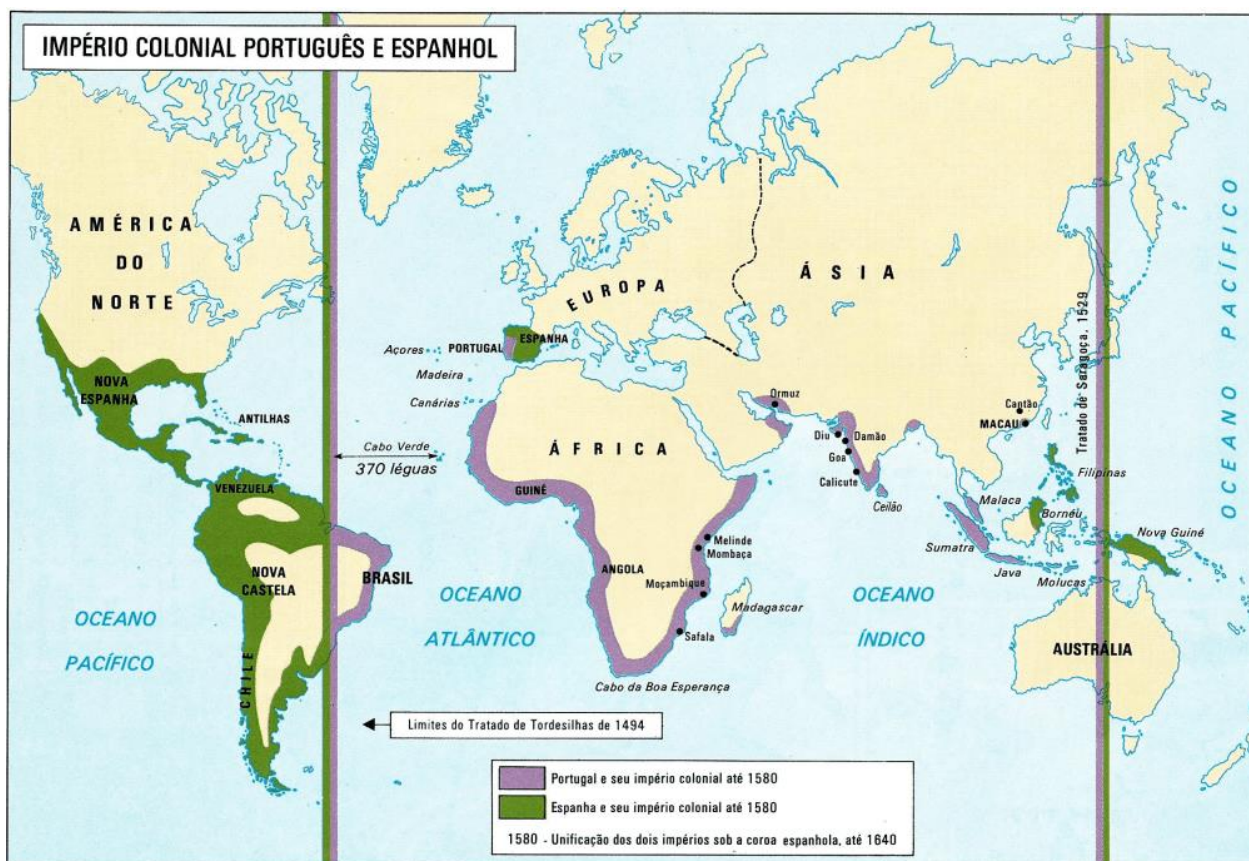 IMPÉRIO COLONIAL PORTUGUÊS E ESPANHOL
AMÉRICA
DO
NORTE
EUROPA
ÁSIA
OCEANO PACÍFICO
Tratado de Saragoça, 1529
PORTUGAL
ESPANHA
Açores
Madeira
Canárias
NOVA
ESPANHA
ANTILHAS
Cabo Verde
370 léguas
ÁFRICA
GUINÉ
Ormuz
Diu
Damão
Goa
Calicute
Ceilão
Cantão
MACAU
Filipinas
Malaca
Bornéu
Nova Guiné
Sumatra
Java
Molucas
VENEZUELA
NOVA
CASTELA
BRASIL
CHILE
ANGOLA
Melinde
Mombaça
Moçambique
Madagascar
Safala
Cabo da Boa Esperança
OCEANO
PACÍFICO
OCEANO
ATLÂNTICO
OCEANO
ÍNDICO
AUSTRÁLIA
Limites do Tratado de Tordesilhas de 1494
Portugal e seu império colonial até 1580
Espanha e seu império colonial até 1580
1580 - Unificação dos dois impérios sob a coroa espanhola, até 1640